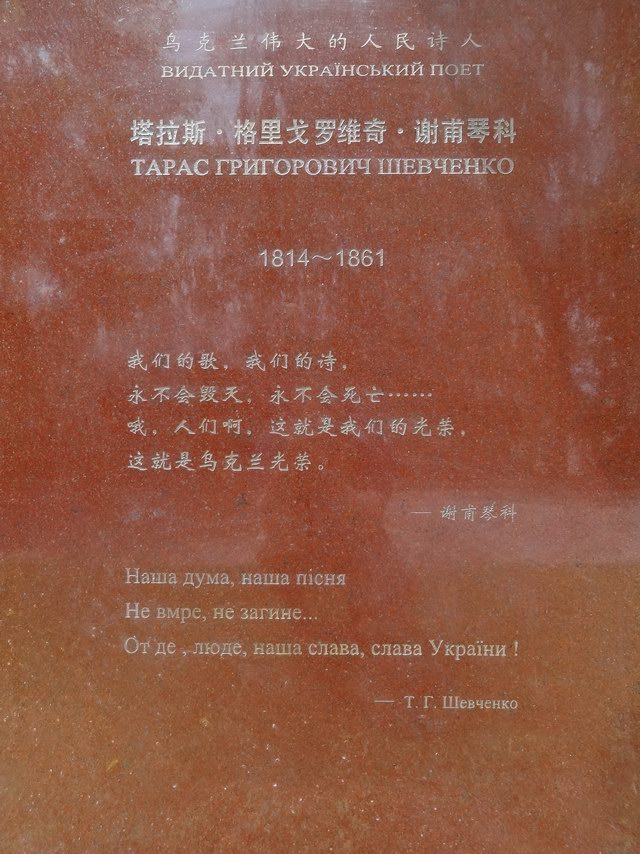 乌克兰伟大的人民诗人
ВИДАТНИЙ УКРАЇНСЬКИЙ ПОЕТ
塔拉斯·格里戈罗维奇·谢甫琴科
ТАРАС ГРИГОРОВИЧ ШЕВЧЕНКО
1814～1861
我们的歌，我们的诗，
永不会毁灭，永不会死亡……
哦，人们啊，这就是我们的光荣，
这就是乌克兰光荣。
— 谢甫琴科
Наша дума, наша пісня
Не вмре, не загине...
От де , люде, наша слава, слава України !
— Т. Г. Шевченко